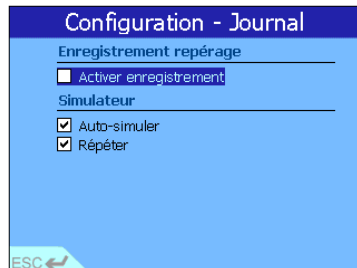 Configuration - Journal
Enregistrement repérage
Activer enregistrement
Simulateur
Auto-simuler
Répéter
ESC